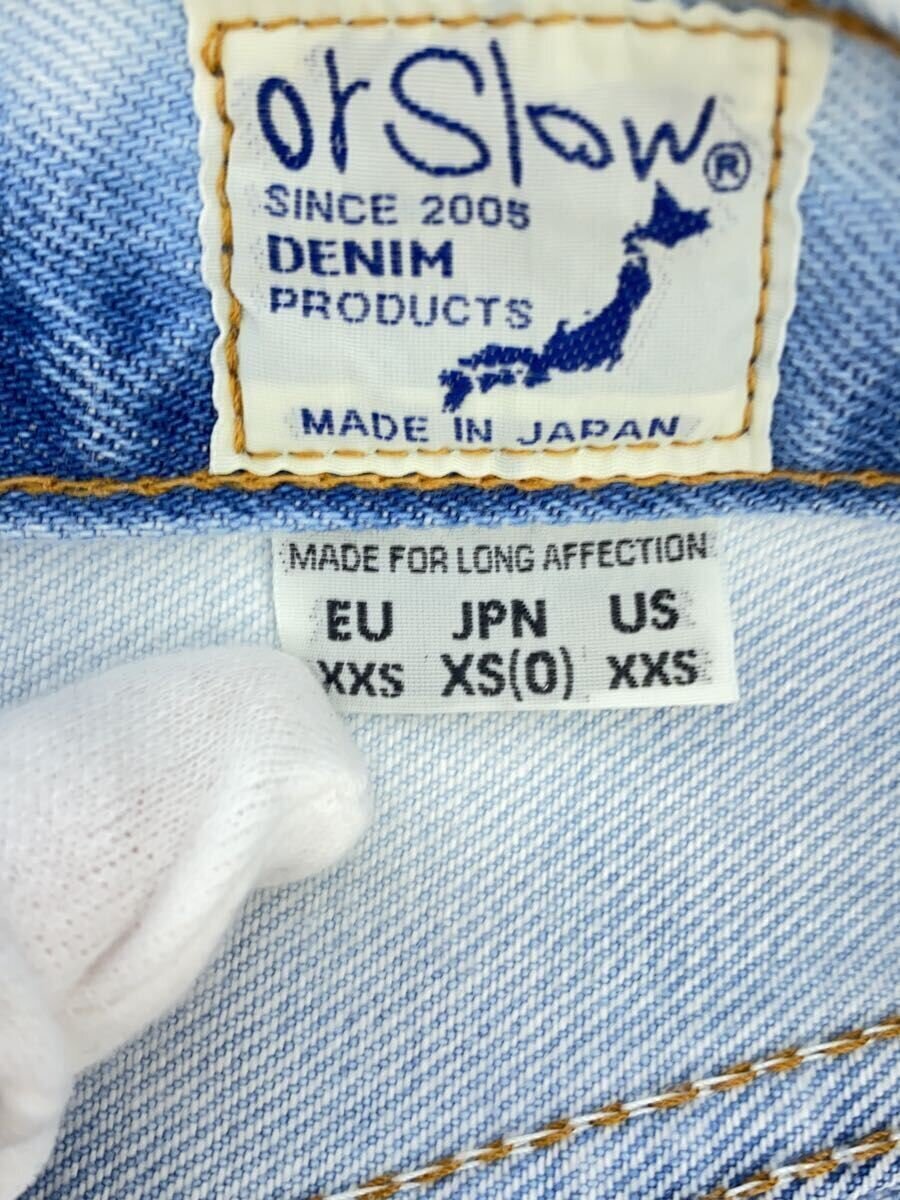 orSlow®
SINCE 2005
DENIM
PRODUCTS
MADE IN JAPAN
MADE FOR LONG AFFECTION
EU JPN US
XXS XS(0) XXS